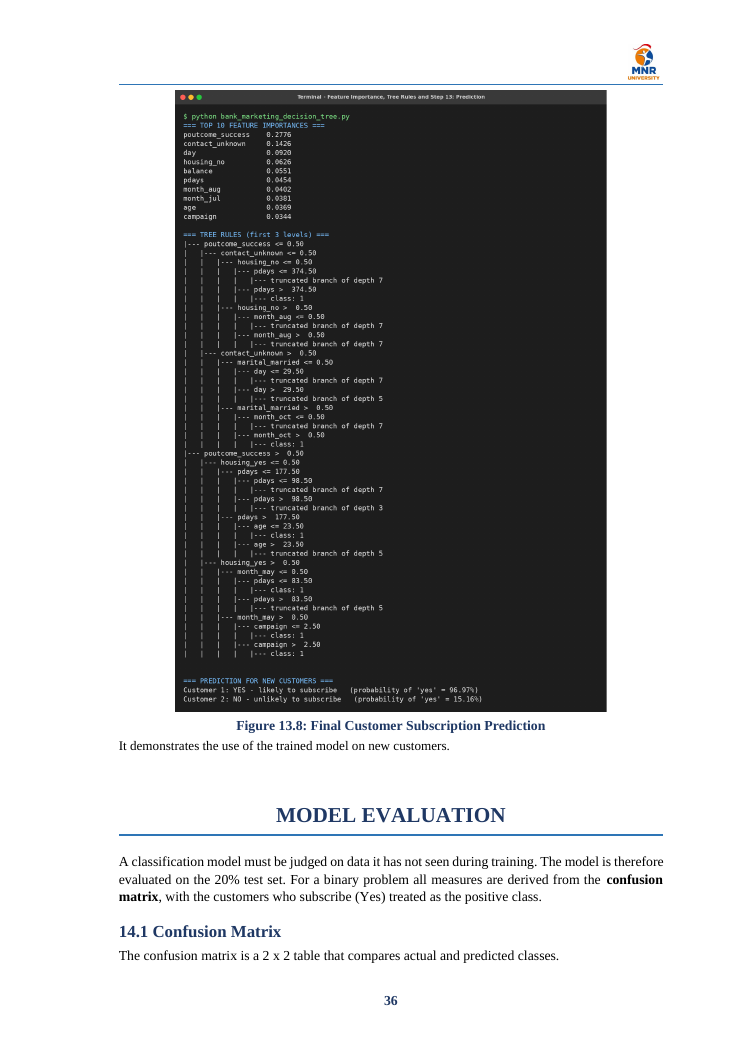 MNR
UNIVERSITY
Terminal - Feature Importance, Tree Rules and Step 13: Prediction
$ python bank_marketing_decision_tree.py
=== TOP 10 FEATURE IMPORTANCES ===
poutcome_success    0.2776
contact_unknown     0.1426
day                 0.0920
housing_no          0.0626
balance             0.0551
pdays               0.0454
month_aug           0.0402
month_jul           0.0381
age                 0.0369
campaign            0.0344
=== TREE RULES (first 3 levels) ===
|--- poutcome_success <= 0.50
|   |--- contact_unknown <= 0.50
|   |   |--- housing_no <= 0.50
|   |   |   |--- pdays <= 374.50
|   |   |   |   |--- truncated branch of depth 7
|   |   |   |--- pdays >  374.50
|   |   |   |   |--- class: 1
|   |   |--- housing_no >  0.50
|   |   |   |--- month_aug <= 0.50
|   |   |   |   |--- truncated branch of depth 7
|   |   |   |--- month_aug >  0.50
|   |   |   |   |--- truncated branch of depth 7
|   |--- contact_unknown >  0.50
|   |   |--- marital_married <= 0.50
|   |   |   |--- day <= 29.50
|   |   |   |   |--- truncated branch of depth 7
|   |   |   |--- day >  29.50
|   |   |   |   |--- truncated branch of depth 5
|   |   |--- marital_married >  0.50
|   |   |   |--- month_oct <= 0.50
|   |   |   |   |--- truncated branch of depth 7
|   |   |   |--- month_oct >  0.50
|   |   |   |   |--- class: 1
|--- poutcome_success >  0.50
|   |--- housing_yes <= 0.50
|   |   |--- pdays <= 177.50
|   |   |   |--- pdays <= 98.50
|   |   |   |   |--- truncated branch of depth 7
|   |   |   |--- pdays >  98.50
|   |   |   |   |--- truncated branch of depth 3
|   |   |--- pdays >  177.50
|   |   |   |--- age <= 23.50
|   |   |   |   |--- class: 1
|   |   |   |--- age >  23.50
|   |   |   |   |--- truncated branch of depth 5
|   |--- housing_yes >  0.50
|   |   |--- month_may <= 0.50
|   |   |   |--- pdays <= 83.50
|   |   |   |   |--- class: 1
|   |   |   |--- pdays >  83.50
|   |   |   |   |--- truncated branch of depth 5
|   |   |--- month_may >  0.50
|   |   |   |--- campaign <= 2.50
|   |   |   |   |--- class: 1
|   |   |   |--- campaign >  2.50
|   |   |   |   |--- class: 1
=== PREDICTION FOR NEW CUSTOMERS ===
Customer 1: YES - likely to subscribe   (probability of 'yes' = 96.97%)
Customer 2: NO - unlikely to subscribe   (probability of 'yes' = 15.16%)
Figure 13.8: Final Customer Subscription Prediction
It demonstrates the use of the trained model on new customers.
MODEL EVALUATION
A classification model must be judged on data it has not seen during training. The model is therefore
evaluated on the 20% test set. For a binary problem all measures are derived from the confusion
matrix, with the customers who subscribe (Yes) treated as the positive class.
14.1 Confusion Matrix
The confusion matrix is a 2 x 2 table that compares actual and predicted classes.
36